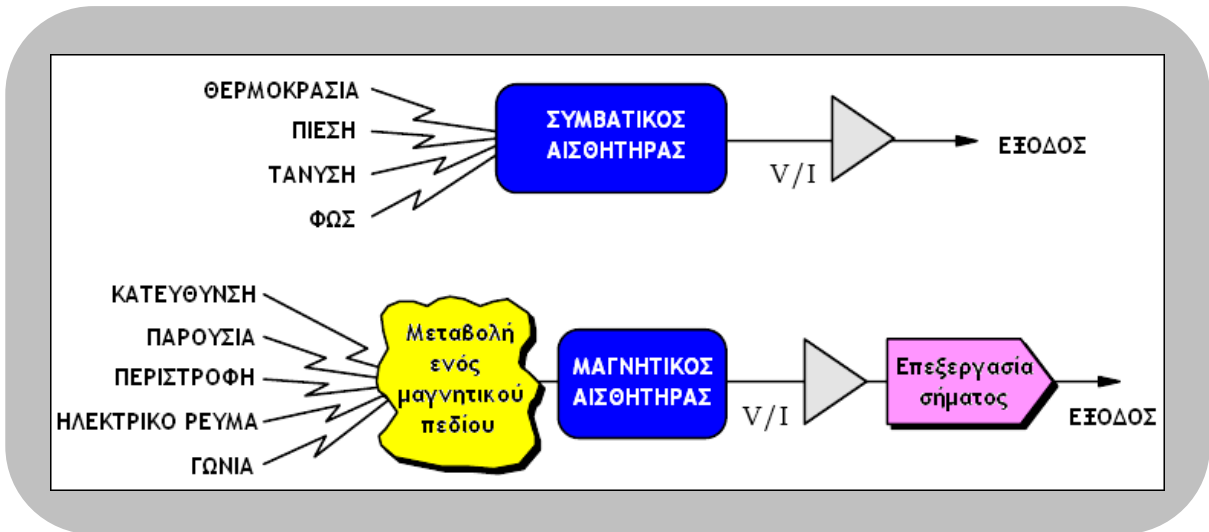 ΘΕΡΜΟΚΡΑΣΙΑ
ΠΙΕΣΗ
ΤΑΝΥΣΗ
ΦΩΣ
ΣΥΜΒΑΤΙΚΟΣ
ΑΙΣΘΗΤΗΡΑΣ
V/I
ΕΞΟΔΟΣ
ΚΑΤΕΥΘΥΝΣΗ
ΠΑΡΟΥΣΙΑ
ΠΕΡΙΣΤΡΟΦΗ
ΗΛΕΚΤΡΙΚΟ ΡΕΥΜΑ
ΓΩΝΙΑ
Μεταβολή
ενός
μαγνητικού
πεδίου
ΜΑΓΝΗΤΙΚΟΣ
ΑΙΣΘΗΤΗΡΑΣ
V/I
Επεξεργασία
σήματος
ΕΞΟΔΟΣ